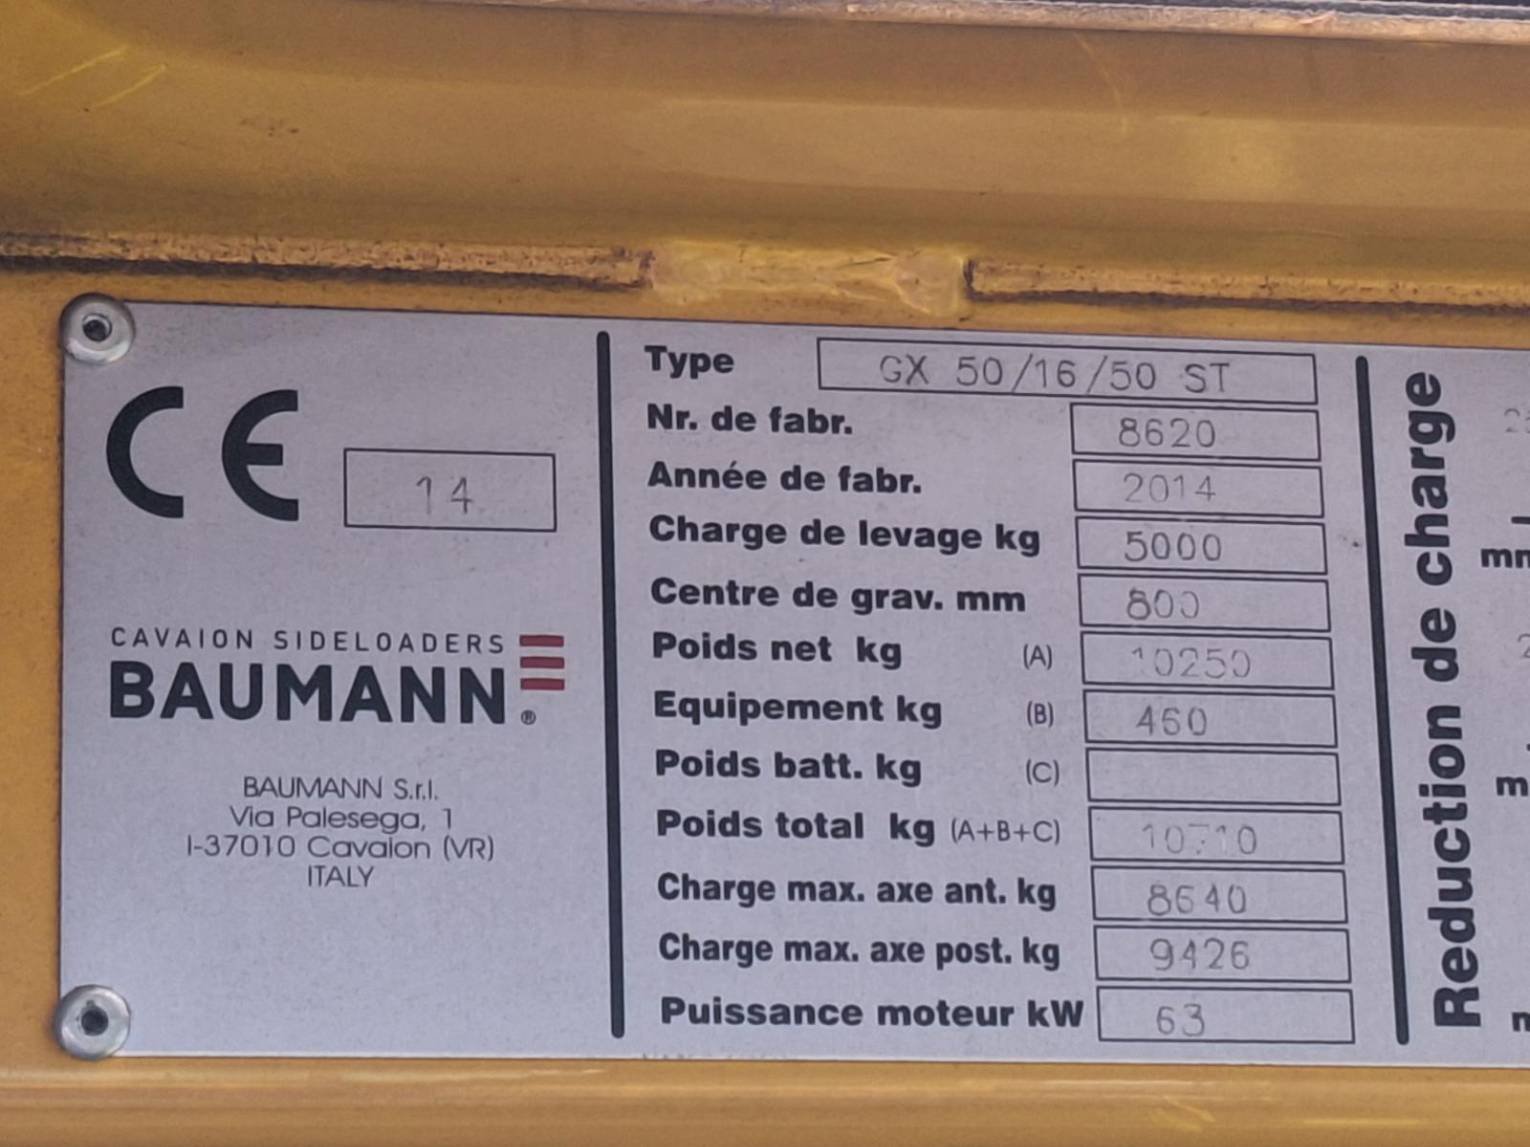 CE 14
CAVAION SIDELOADERS
BAUMANN®
BAUMANN S.r.l.
Via Palesega, 1
I-37010 Cavaion (VR)
ITALY
Type GX 50/16/50 ST
Nr. de fabr. 8620
Année de fabr. 2014
Charge de levage kg 5000
Centre de grav. mm 800
Poids net kg (A) 10250
Equipement kg (B) 460
Poids batt. kg (C)
Poids total kg (A+B+C) 10710
Charge max. axe ant. kg 8640
Charge max. axe post. kg 9426
Puissance moteur kW 63
Reduction de charge